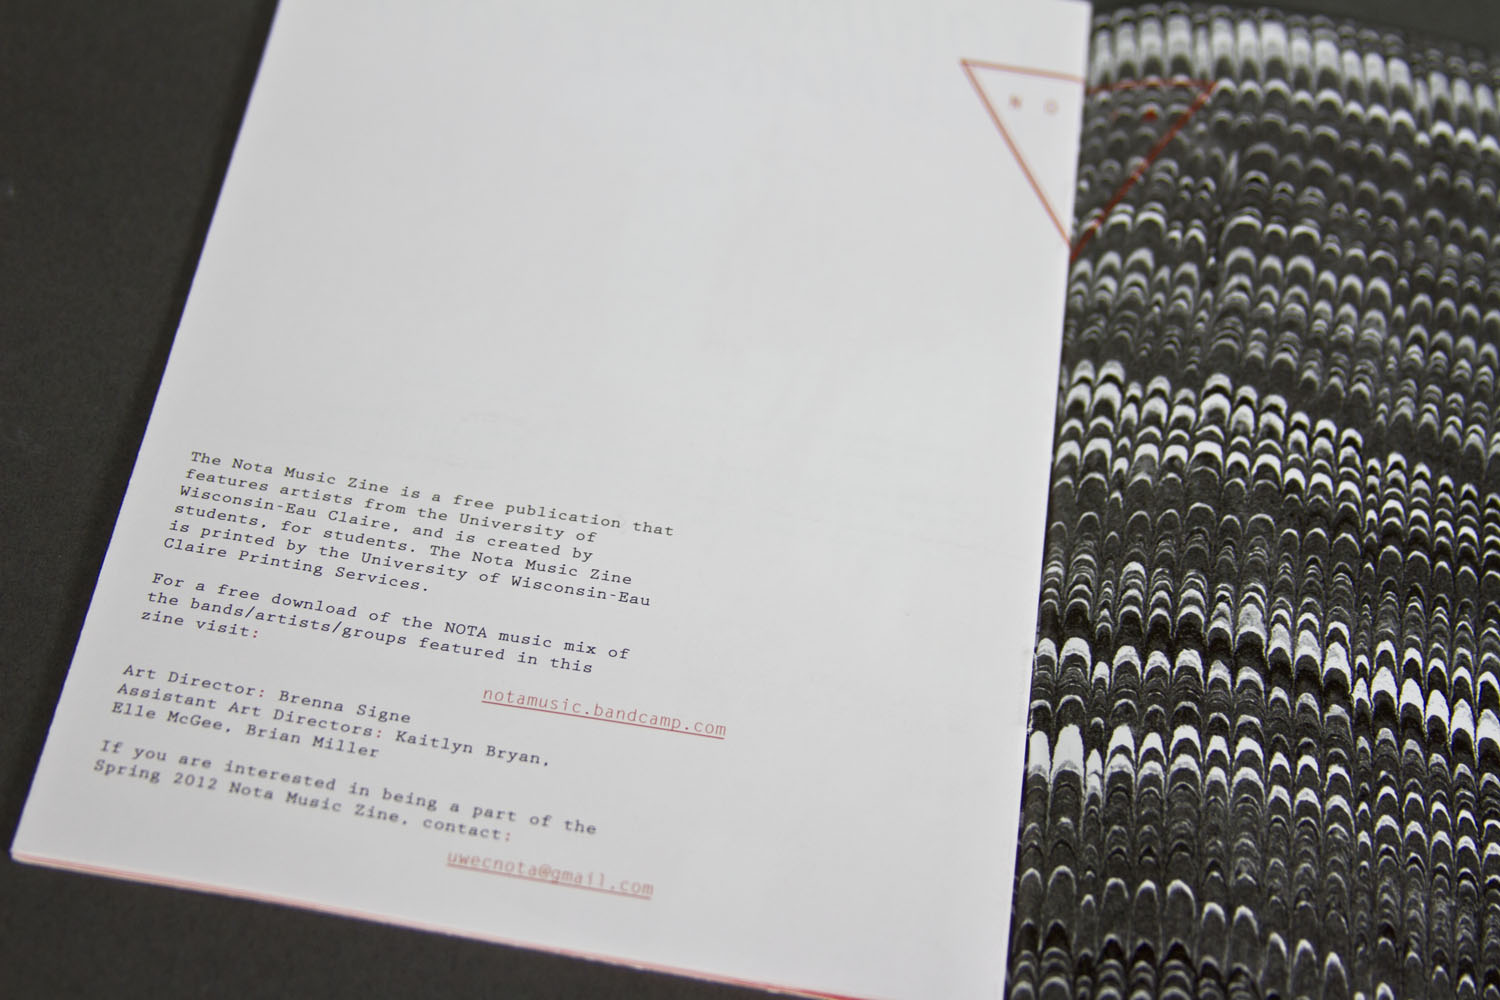 The Nota Music Zine is a free publication that
features artists from the University of
Wisconsin-Eau Claire, and is created by
students, for students. The Nota Music Zine
is printed by the University of Wisconsin-Eau
Claire Printing Services.
For a free download of the NOTA music mix of
the bands/artists/groups featured in this
zine visit:
notamusic.bandcamp.com
Art Director: Brenna Signe
Assistant Art Directors: Kaitlyn Bryan,
Elle McGee, Brian Miller
If you are interested in being a part of the
Spring 2012 Nota Music Zine, contact:
uwecnota@gmail.com